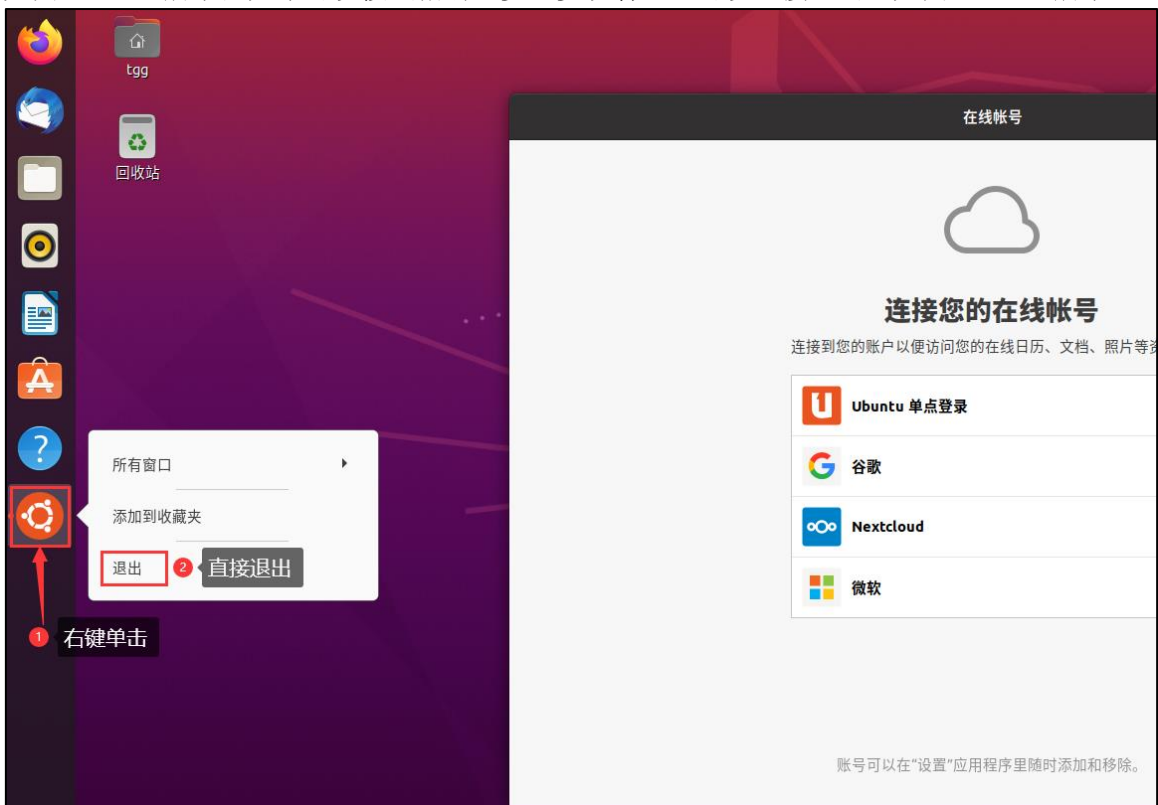 tgg
回收站
在线帐号
连接您的在线帐号
连接到您的账户以便访问您的在线日历、文档、照片等
Ubuntu 单点登录
谷歌
Nextcloud
微软
所有窗口
添加到收藏夹
退出
2 直接退出
1 右键单击
账号可以在“设置”应用程序里随时添加和移除。